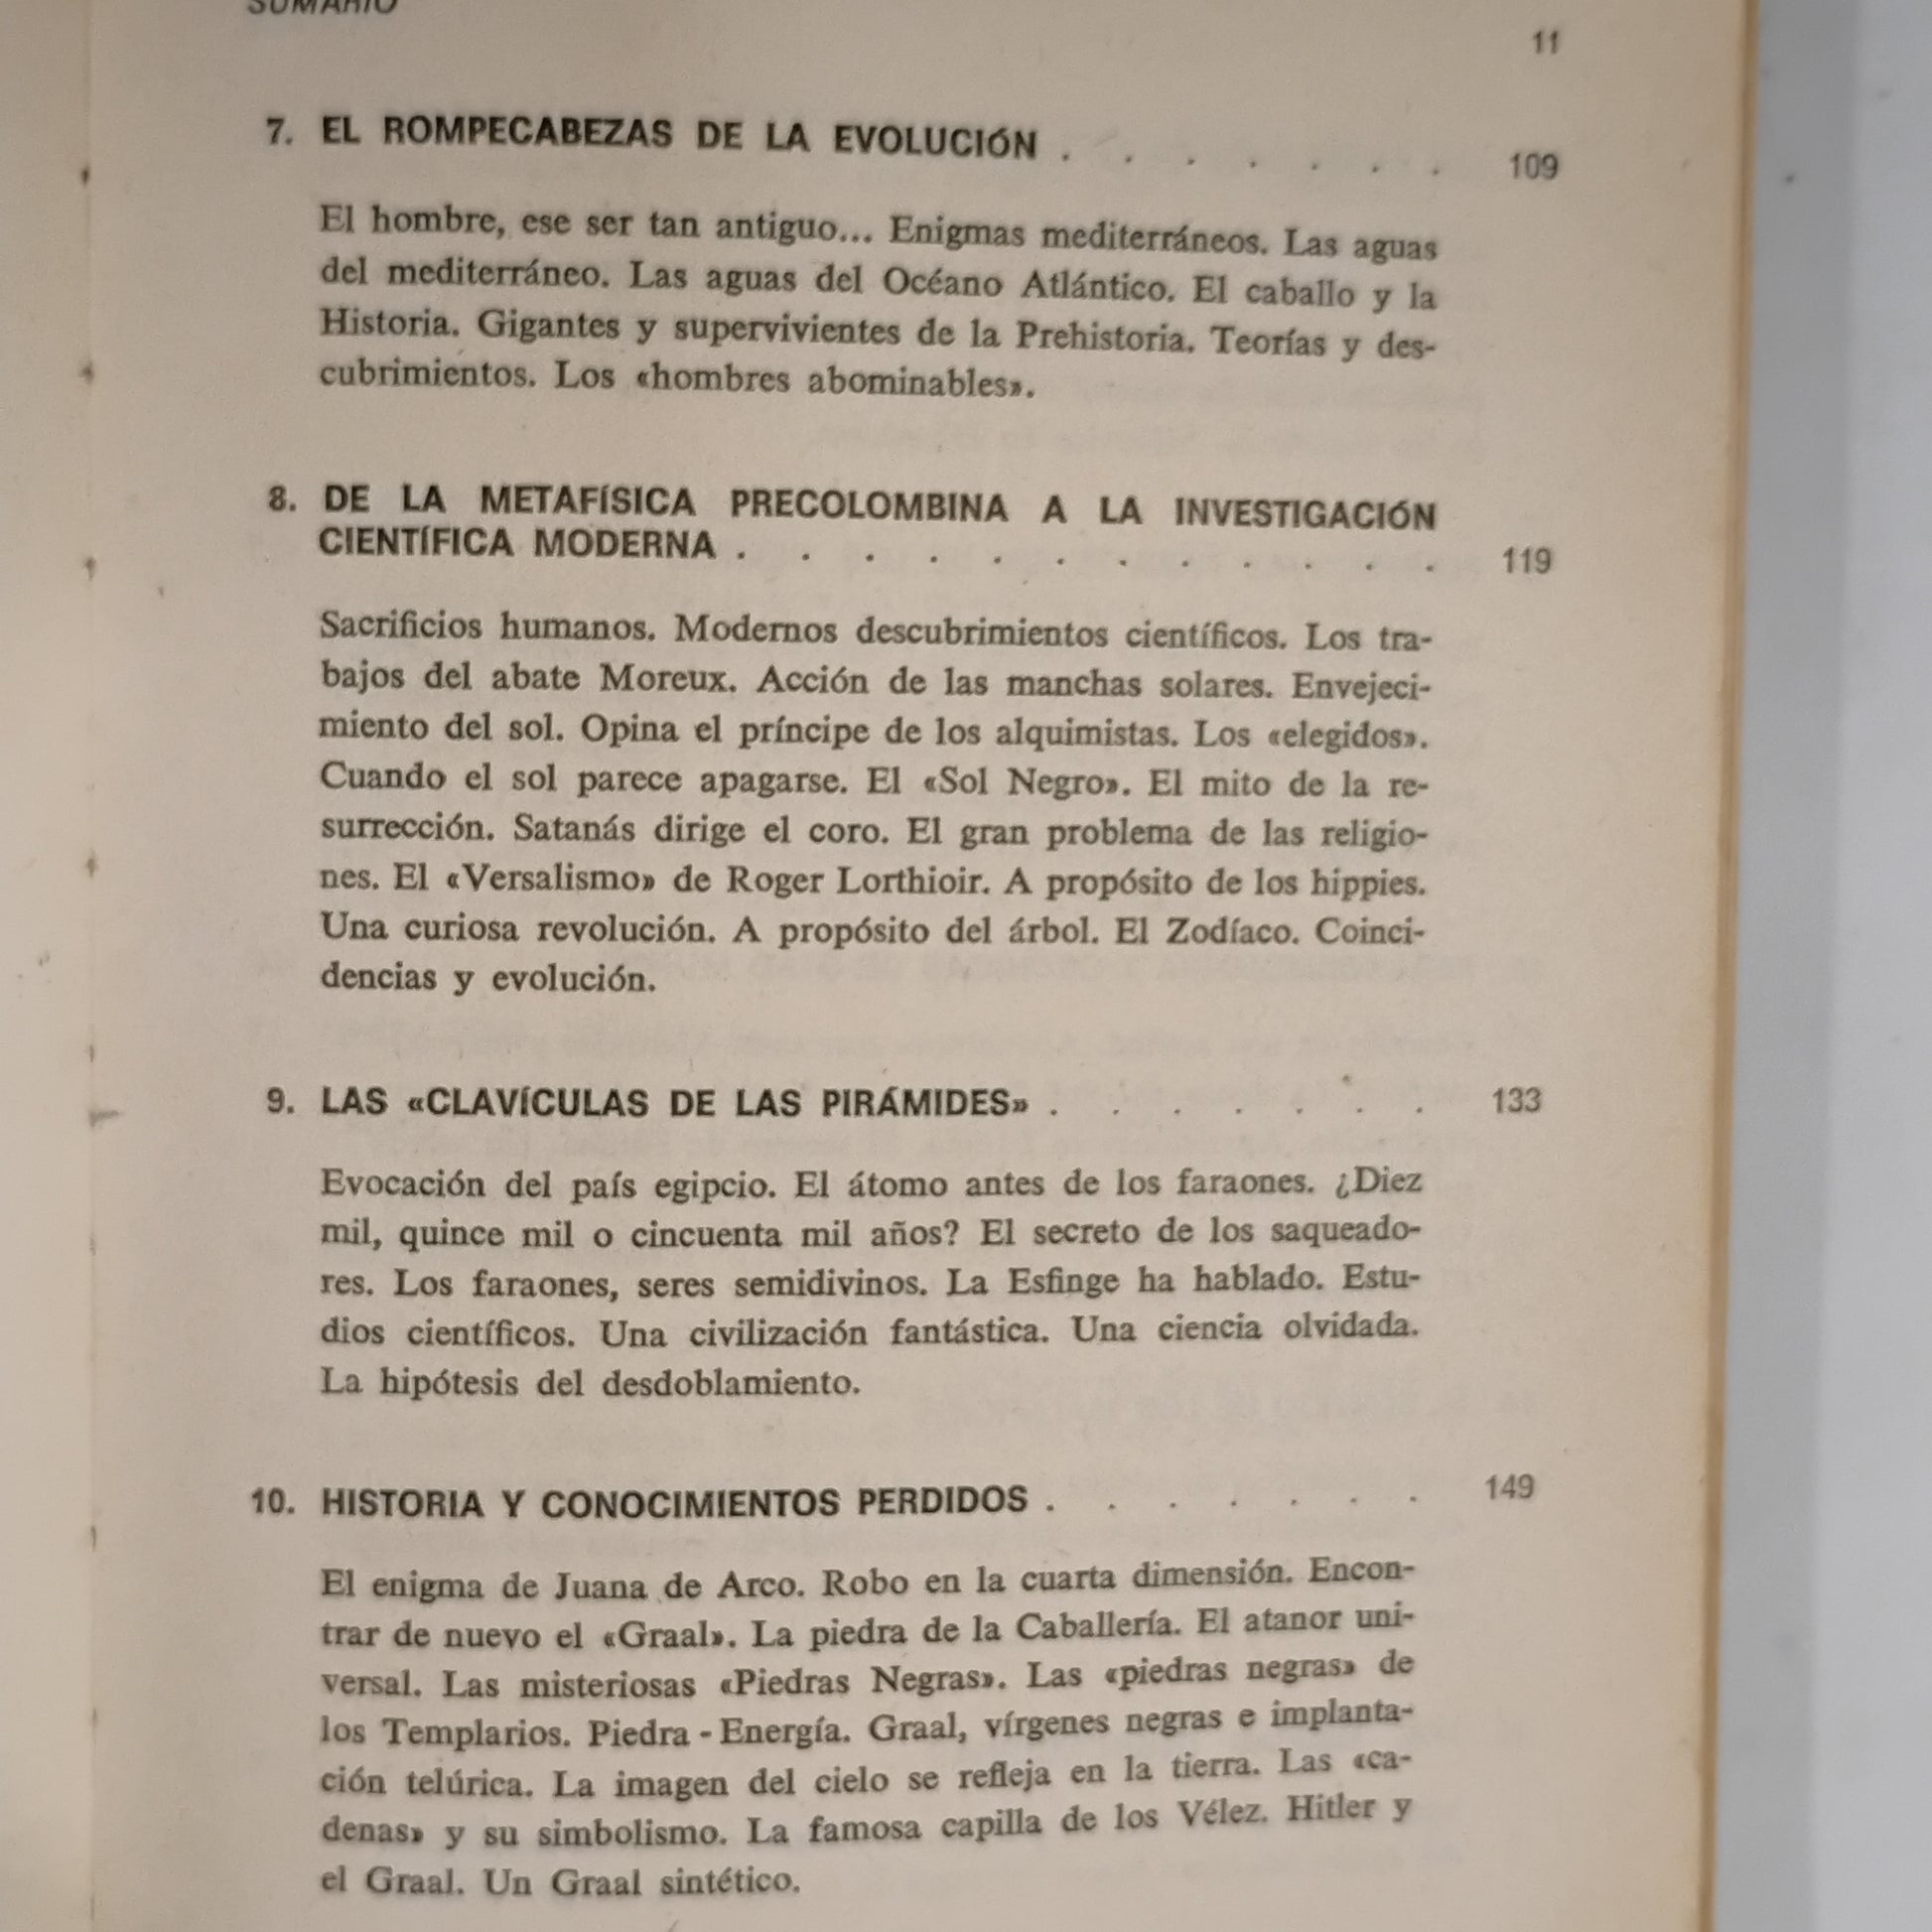 SUMARIO
11
7. EL ROMPECABEZAS DE LA EVOLUCIÓN . . . . . . . 109
El hombre, ese ser tan antiguo... Enigmas mediterráneos. Las aguas
del mediterráneo. Las aguas del Océano Atlántico. El caballo y la
Historia. Gigantes y supervivientes de la Prehistoria. Teorías y des-
cubrimientos. Los «hombres abominables».
8. DE LA METAFÍSICA PRECOLOMBINA A LA INVESTIGACIÓN
CIENTÍFICA MODERNA . . . . . . . . . . . . 119
Sacrificios humanos. Modernos descubrimientos científicos. Los tra-
bajos del abate Moreux. Acción de las manchas solares. Envejeci-
miento del sol. Opina el príncipe de los alquimistas. Los «elegidos».
Cuando el sol parece apagarse. El «Sol Negro». El mito de la re-
surrección. Satanás dirige el coro. El gran problema de las religio-
nes. El «Versalismo» de Roger Lorthioir. A propósito de los hippies.
Una curiosa revolución. A propósito del árbol. El Zodíaco. Coinci-
dencias y evolución.
9. LAS «CLAVÍCULAS DE LAS PIRÁMIDES» . . . . . . . 133
Evocación del país egipcio. El átomo antes de los faraones. ¿Diez
mil, quince mil o cincuenta mil años? El secreto de los saqueado-
res. Los faraones, seres semidivinos. La Esfinge ha hablado. Estu-
dios científicos. Una civilización fantástica. Una ciencia olvidada.
La hipótesis del desdoblamiento.
10. HISTORIA Y CONOCIMIENTOS PERDIDOS . . . . . . . 149
El enigma de Juana de Arco. Robo en la cuarta dimensión. Encon-
trar de nuevo el «Graal». La piedra de la Caballería. El atanor uni-
versal. Las misteriosas «Piedras Negras». Las «piedras negras» de
los Templarios. Piedra - Energía. Graal, vírgenes negras e implanta-
ción telúrica. La imagen del cielo se refleja en la tierra. Las «ca-
denas» y su simbolismo. La famosa capilla de los Vélez. Hitler y
el Graal. Un Graal sintético.